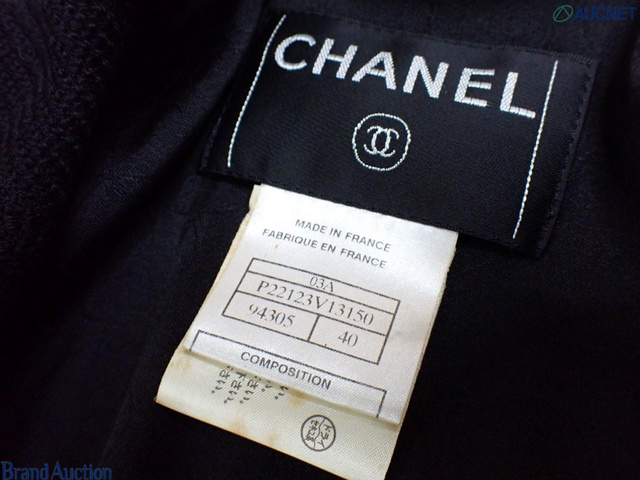 AUCNET
CHANEL
MADE IN FRANCE
FABRIQUE EN FRANCE
03A
P22123V13150
94305 40
COMPOSITION
Brand Auction